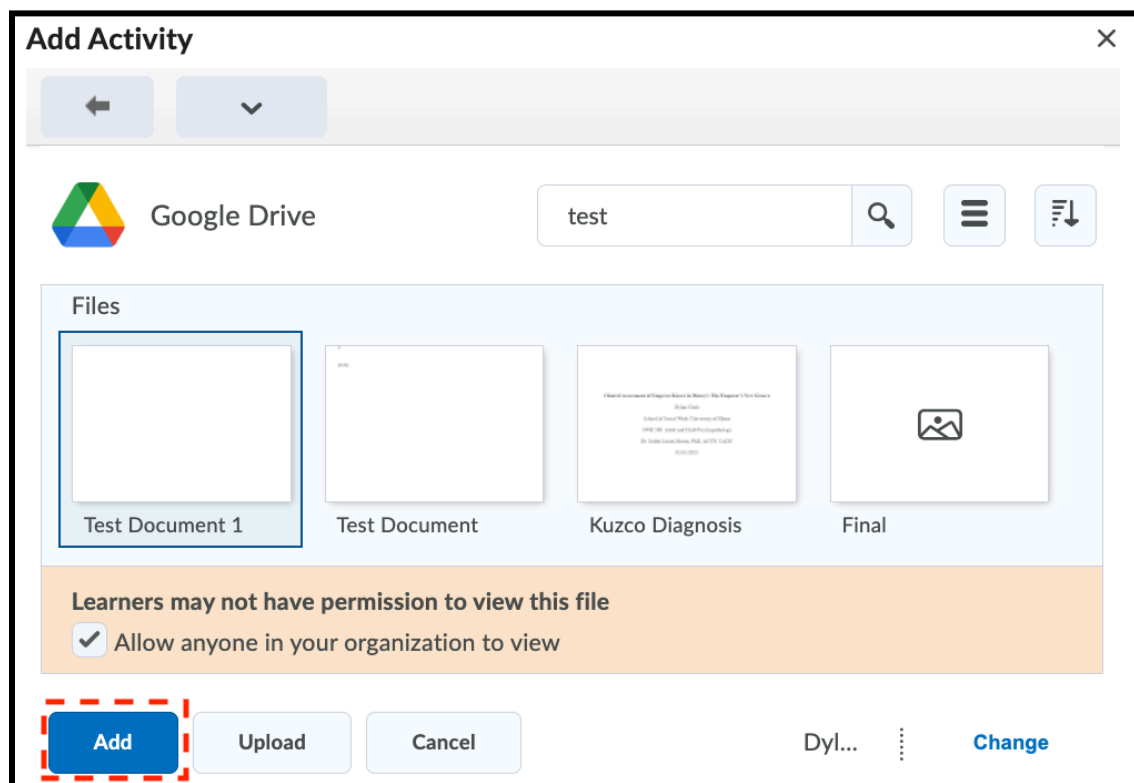 Add Activity
Google Drive
test
Files
Test Document 1
Test Document
Kuzco Diagnosis
Final
Learners may not have permission to view this file
Allow anyone in your organization to view
Add
Upload
Cancel
Dyl...
Change